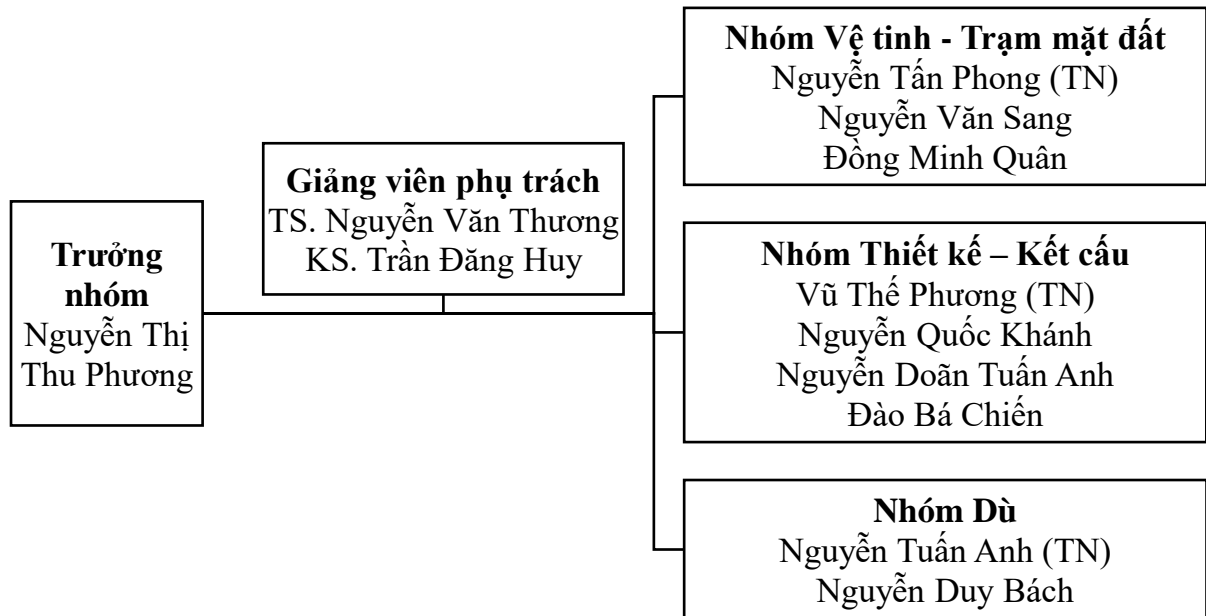 Trưởng
nhóm
Nguyễn Thị
Thu Phương
Giảng viên phụ trách
TS. Nguyễn Văn Thương
KS. Trần Đăng Huy
Nhóm Vệ tinh - Trạm mặt đất
Nguyễn Tấn Phong (TN)
Nguyễn Văn Sang
Đồng Minh Quân
Nhóm Thiết kế – Kết cấu
Vũ Thế Phương (TN)
Nguyễn Quốc Khánh
Nguyễn Doãn Tuấn Anh
Đào Bá Chiến
Nhóm Dù
Nguyễn Tuấn Anh (TN)
Nguyễn Duy Bách